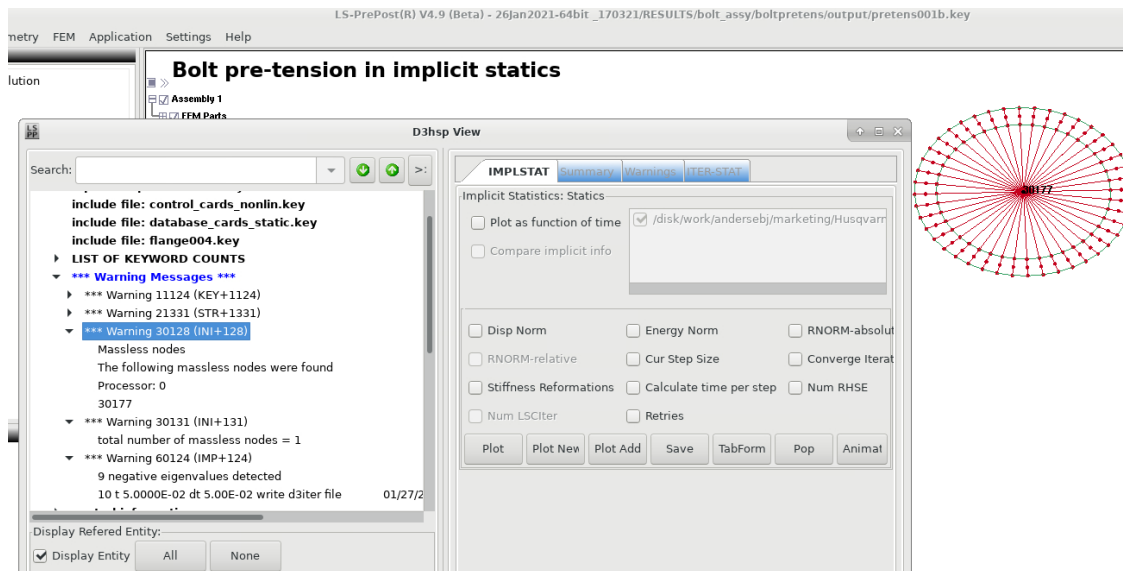 LS-PrePost(R) V4.9 (Beta) - 26Jan2021-64bit _170321/RESULTS/bolt_assy/boltpretens/output/pretens001b.key
metry FEM Application Settings Help
lution
Bolt pre-tension in implicit statics
Assembly 1
FEM Parts
LS PP
D3hsp View
Search:
>:
include file: control_cards_nonlin.key
include file: database_cards_static.key
include file: flange004.key
LIST OF KEYWORD COUNTS
*** Warning Messages ***
*** Warning 11124 (KEY+1124)
*** Warning 21331 (STR+1331)
*** Warning 30128 (INI+128)
Massless nodes
The following massless nodes were found
Processor: 0
30177
*** Warning 30131 (INI+131)
total number of massless nodes = 1
*** Warning 60124 (IMP+124)
9 negative eigenvalues detected
10 t 5.0000E-02 dt 5.00E-02 write d3iter file 01/27/2
Display Refered Entity:
Display Entity All None
IMPLSTAT Summary Warnings ITER-STAT
Implicit Statistics: Statics
Plot as function of time
/disk/work/andersebj/marketing/Husqvarn
Compare implicit info
Disp Norm Energy Norm RNORM-absolut
RNORM-relative Cur Step Size Converge Iterat
Stiffness Reformations Calculate time per step Num RHSE
Num LSCIter Retries
Plot Plot New Plot Add Save TabForm Pop Animat
30177